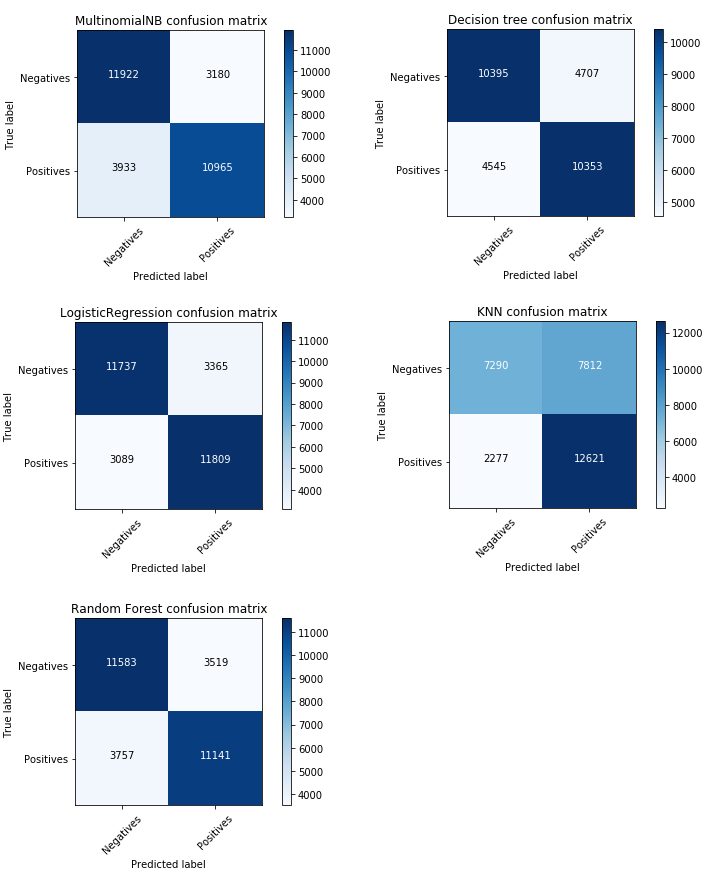 MultinomialNB confusion matrix
True label
Negatives
Positives
11922
3180
3933
10965
Negatives
Positives
Predicted label
11000
10000
9000
8000
7000
6000
5000
4000
Decision tree confusion matrix
True label
Negatives
Positives
10395
4707
4545
10353
Negatives
Positives
Predicted label
10000
9000
8000
7000
6000
5000
LogisticRegression confusion matrix
True label
Negatives
Positives
11737
3365
3089
11809
Negatives
Positives
Predicted label
11000
10000
9000
8000
7000
6000
5000
4000
KNN confusion matrix
True label
Negatives
Positives
7290
7812
2277
12621
Negatives
Positives
Predicted label
12000
10000
8000
6000
4000
Random Forest confusion matrix
True label
Negatives
Positives
11583
3519
3757
11141
Negatives
Positives
Predicted label
11000
10000
9000
8000
7000
6000
5000
4000